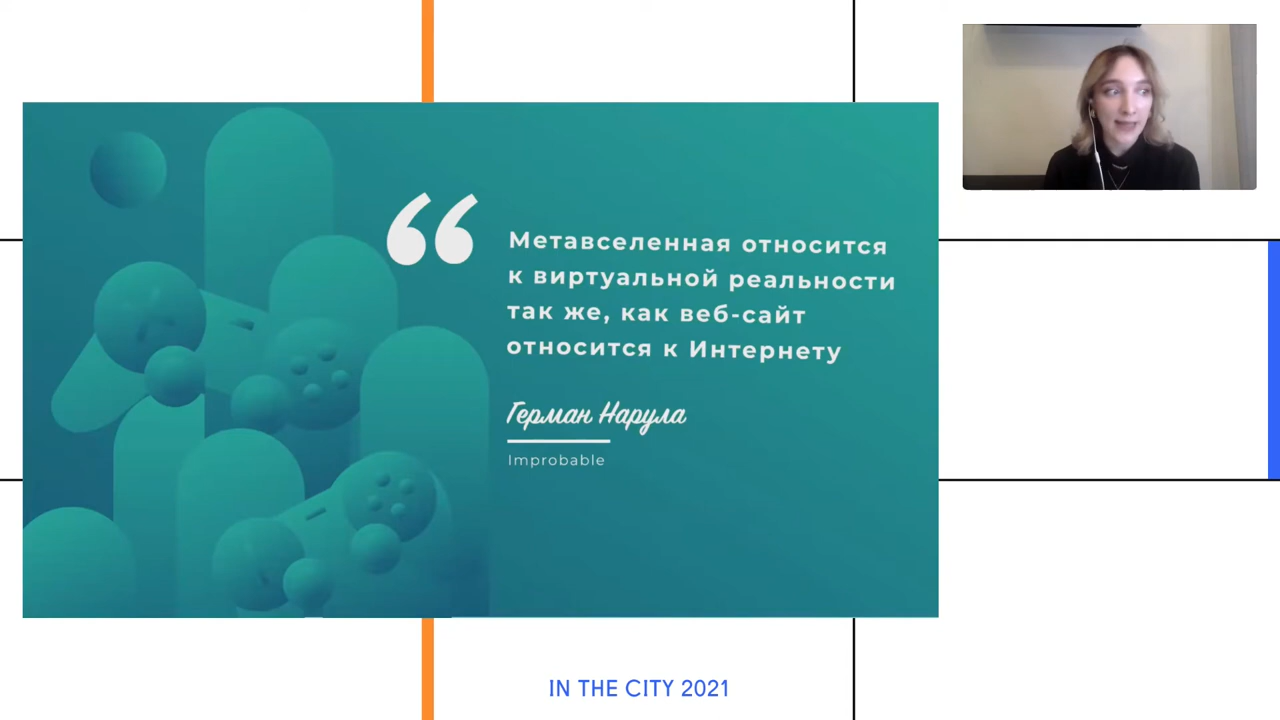 “
Метавселенная относится
к виртуальной реальности
так же, как веб-сайт
относится к Интернету
Герман Нарула
Improbable
IN THE CITY 2021